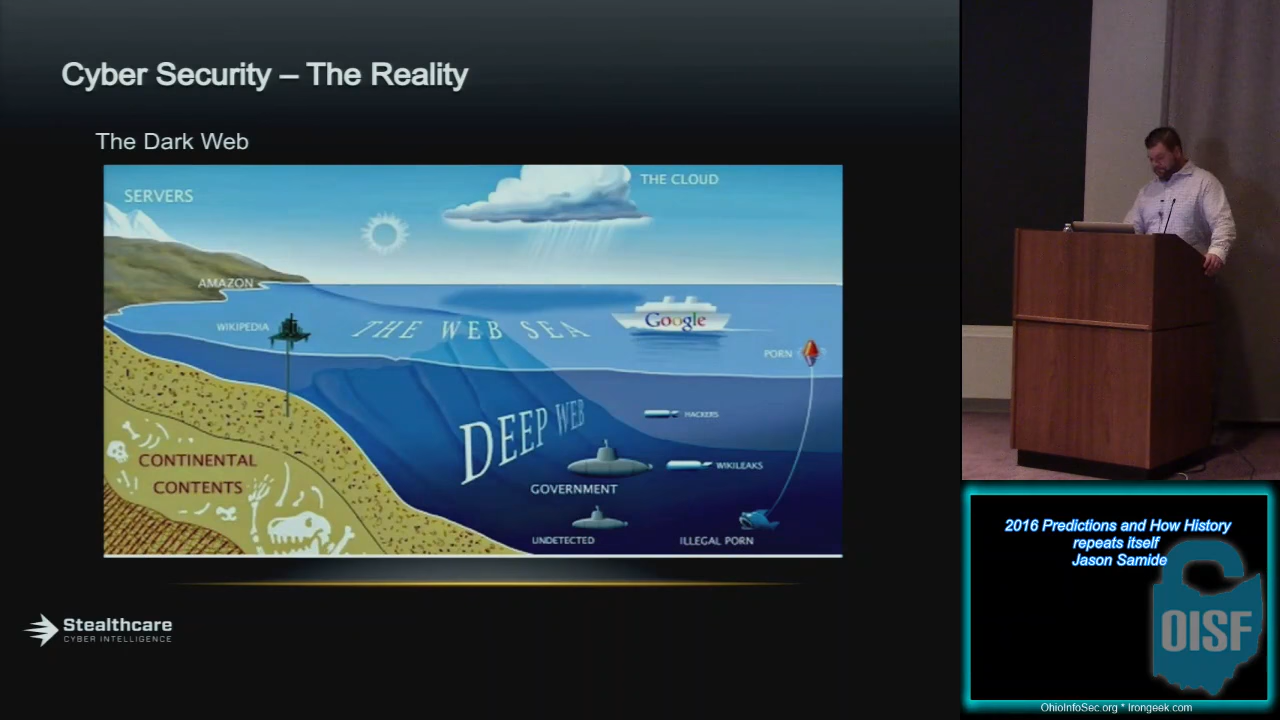 Cyber Security – The Reality
The Dark Web
SERVERS
THE CLOUD
AMAZON
WIKIPEDIA
THE WEB SEA
Google
PORN
DEEP WEB
HACKERS
WIKILEAKS
GOVERNMENT
CONTINENTAL
CONTENTS
UNDETECTED
ILLEGAL PORN
Stealthcare
CYBER INTELLIGENCE
2016 Predictions and How History
repeats itself
Jason Samide
OISF
OhioInfoSec.org * Irongeek.com